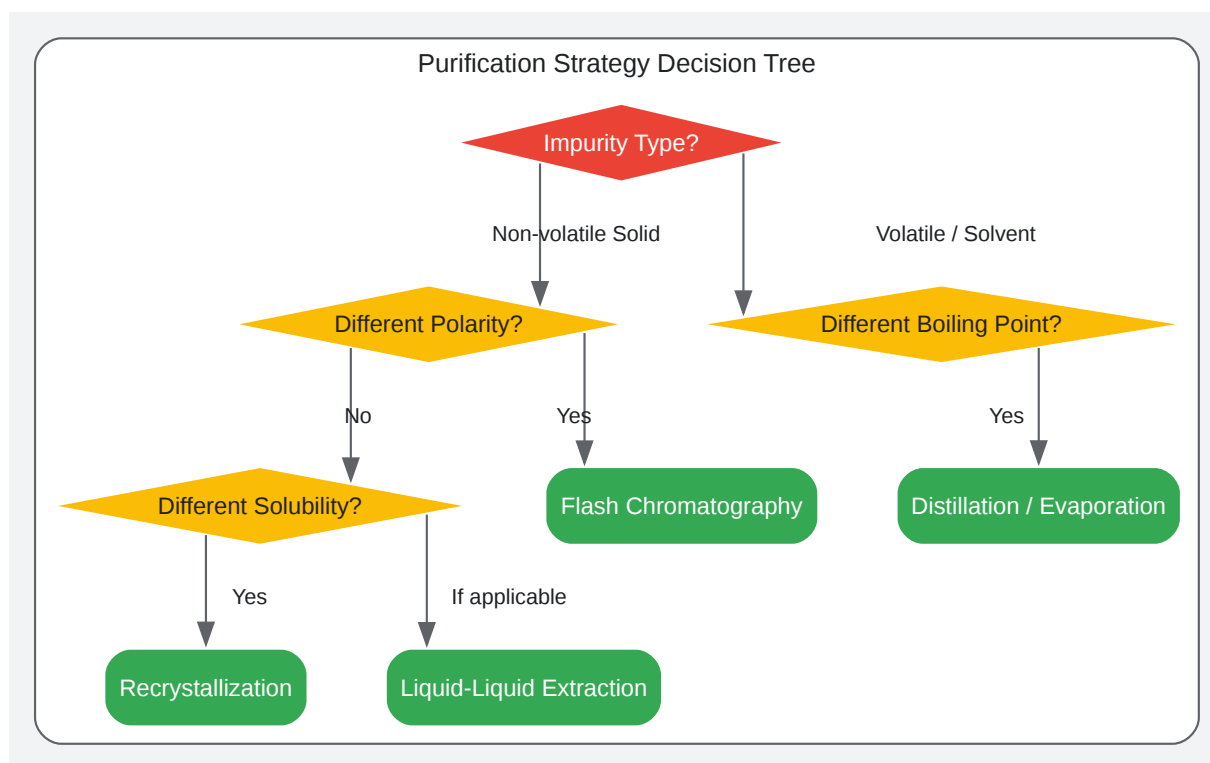 Purification Strategy Decision Tree
Impurity Type?
Non-volatile Solid
Volatile / Solvent
Different Polarity?
Different Boiling Point?
No
Yes
Yes
Different Solubility?
Flash Chromatography
Distillation / Evaporation
Yes
If applicable
Recrystallization
Liquid-Liquid Extraction